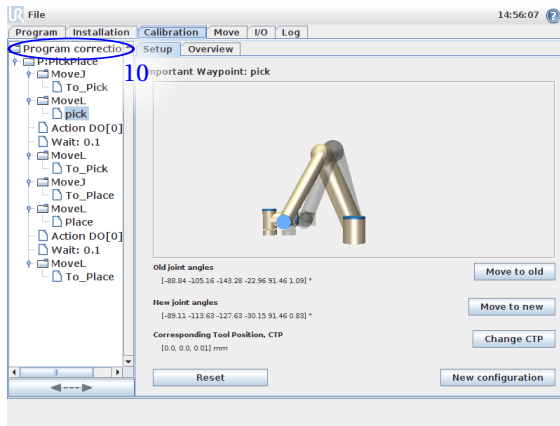 UR File 14:56:07 ?
Program Installation Calibration Move I/O Log
Program correctio Setup Overview
P:PickPlace
10
mportant Waypoint: pick
MoveJ
To_Pick
MoveL
pick
Action DO[0]
Wait: 0.1
MoveL
To_Pick
MoveJ
To_Place
MoveL
Place
Action DO[0]
Wait: 0.1
MoveL
To_Place
Old joint angles
[-88.84 -105.16 -143.28 -22.96 91.46 1.09] *
Move to old
New joint angles
[-89.11 -113.63 -127.63 -30.15 91.46 0.83] *
Move to new
Corresponding Tool Position, CTP
[0.0, 0.0, 0.01] mm
Change CTP
Reset
New configuration